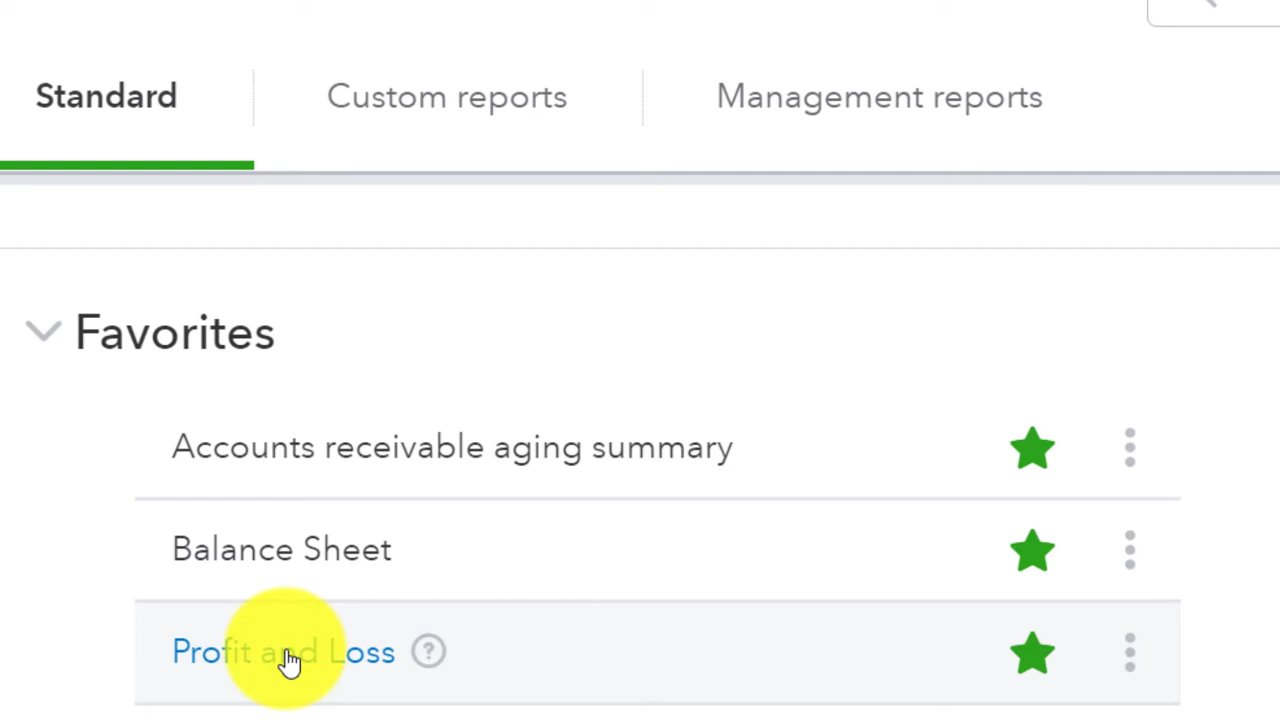 Standard
Custom reports
Management reports
Favorites
Accounts receivable aging summary
Balance Sheet
Profit and Loss ?